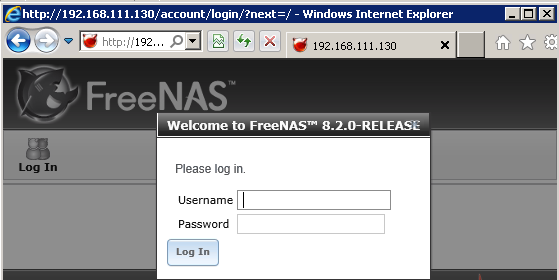 http://192.168.111.130/account/login/?next=/ - Windows Internet Explorer
http://192... 192.168.111.130
FreeNAS™
Welcome to FreeNAS™ 8.2.0-RELEASE
Log In
Please log in.
Username
Password
Log In